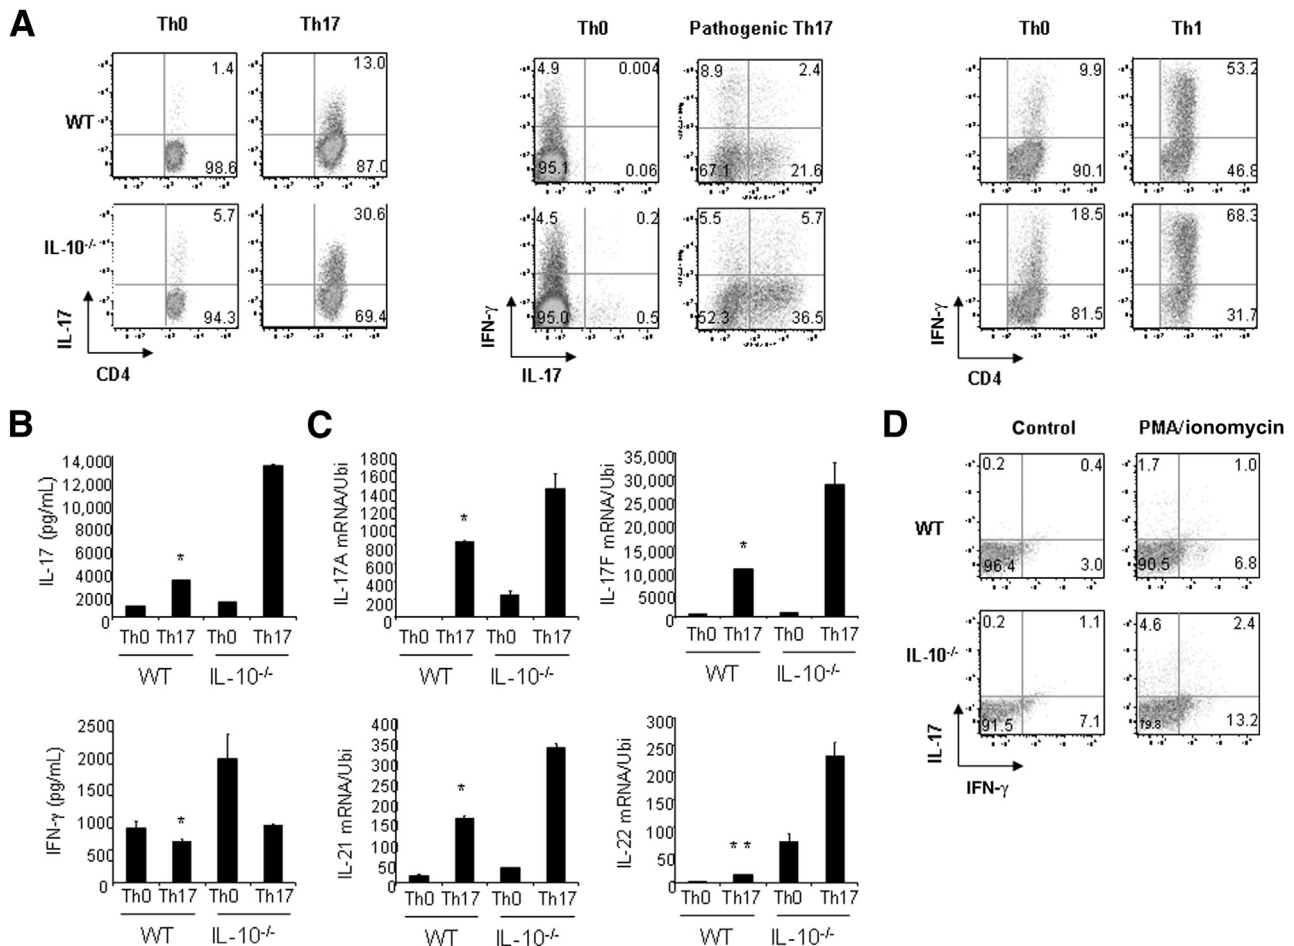 A
Th0 Th17
WT
1.4 13.0
98.6 87.0
IL-10-/-
5.7 30.6
94.3 69.4
IL-17
CD4
Th0 Pathogenic Th17
4.9 0.004 8.9 2.4
95.1 0.06 67.1 21.6
4.5 0.2 5.5 5.7
95.0 0.5 52.3 36.5
IFN-γ
IL-17
Th0 Th1
9.9 53.2
90.1 46.8
18.5 68.3
81.5 31.7
IFN-γ
CD4
B
IL-17 (pg/mL)
14,000
12,000
10,000
8000
6000
4000
2000
0
*
Th0 Th17 Th0 Th17
WT IL-10-/-
IFN-γ (pg/mL)
2500
2000
1500
1000
500
0
*
Th0 Th17 Th0 Th17
WT IL-10-/-
C
IL-17A mRNA/Ubi
1800
1600
1400
1200
1000
800
600
400
200
0
*
Th0 Th17 Th0 Th17
WT IL-10-/-
IL-17F mRNA/Ubi
35,000
30,000
25,000
20,000
15,000
10,000
5000
0
*
Th0 Th17 Th0 Th17
WT IL-10-/-
IL-21 mRNA/Ubi
400
350
300
250
200
150
100
50
0
*
Th0 Th17 Th0 Th17
WT IL-10-/-
IL-22 mRNA/Ubi
300
250
200
150
100
50
0
* *
Th0 Th17 Th0 Th17
WT IL-10-/-
D
Control PMA/ionomycin
WT
0.2 0.4 1.7 1.0
96.4 3.0 90.5 6.8
IL-10-/-
0.2 1.1 4.6 2.4
91.5 7.1 79.8 13.2
IL-17
IFN-γ